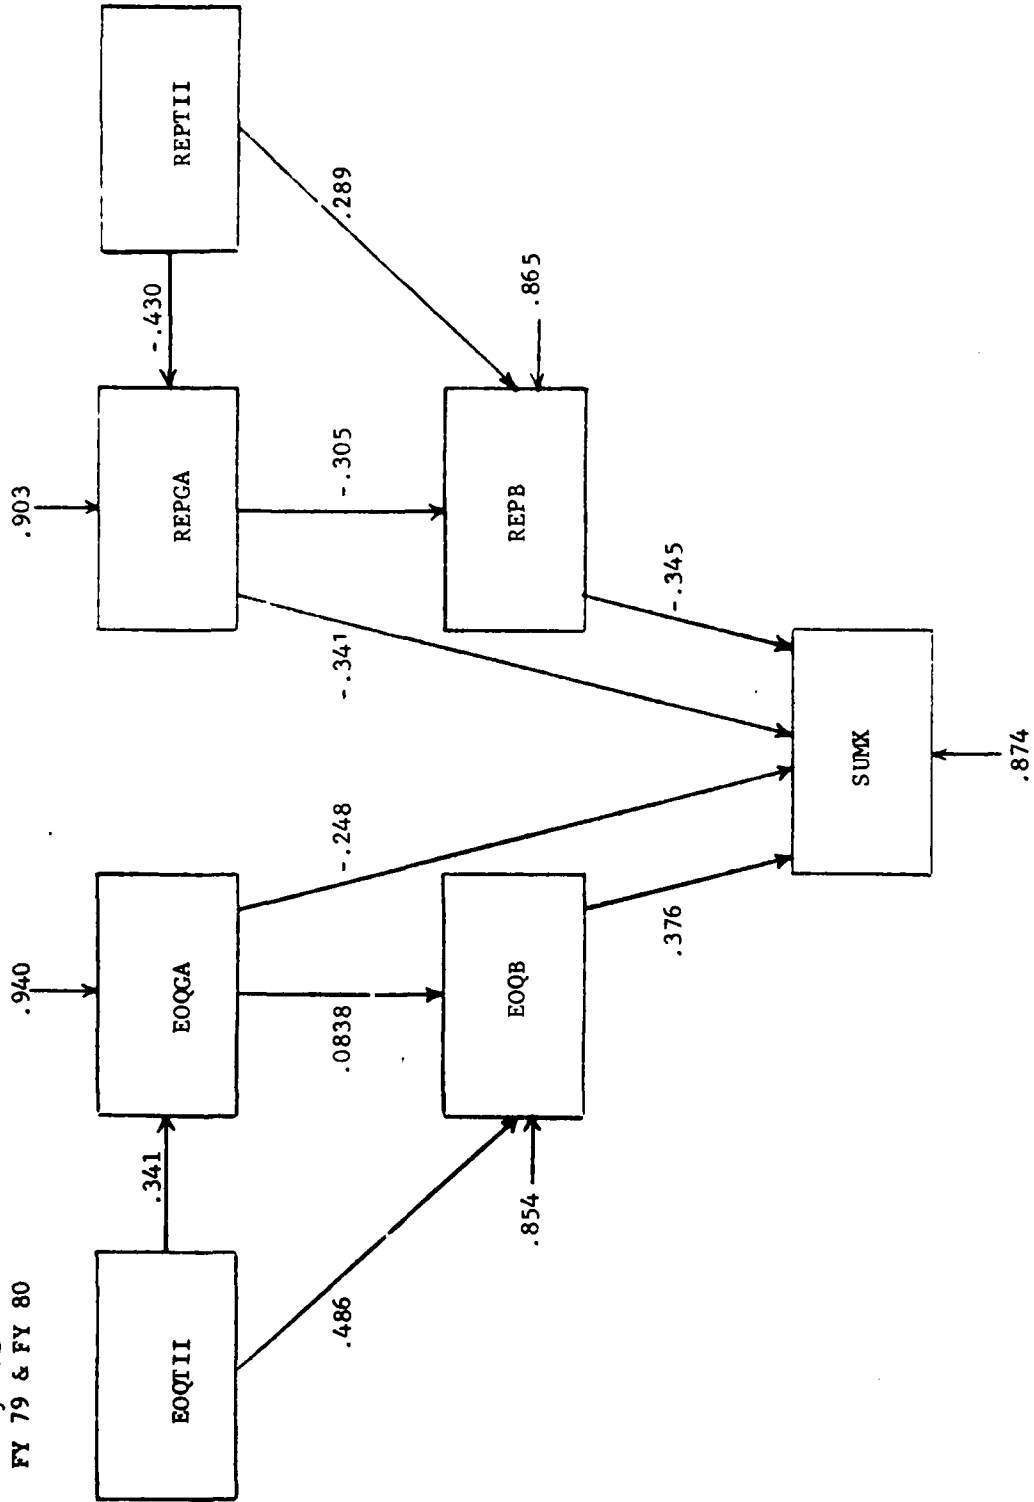 FY 79 & FY 80
.940
.903
EOQTII
.341
EOQGA
REPGA
-.430
REPTII
.486
.0838
-.248
-.341
-.305
.289
.854
EOQB
REPB
.865
.376
-.345
SUMX
.874